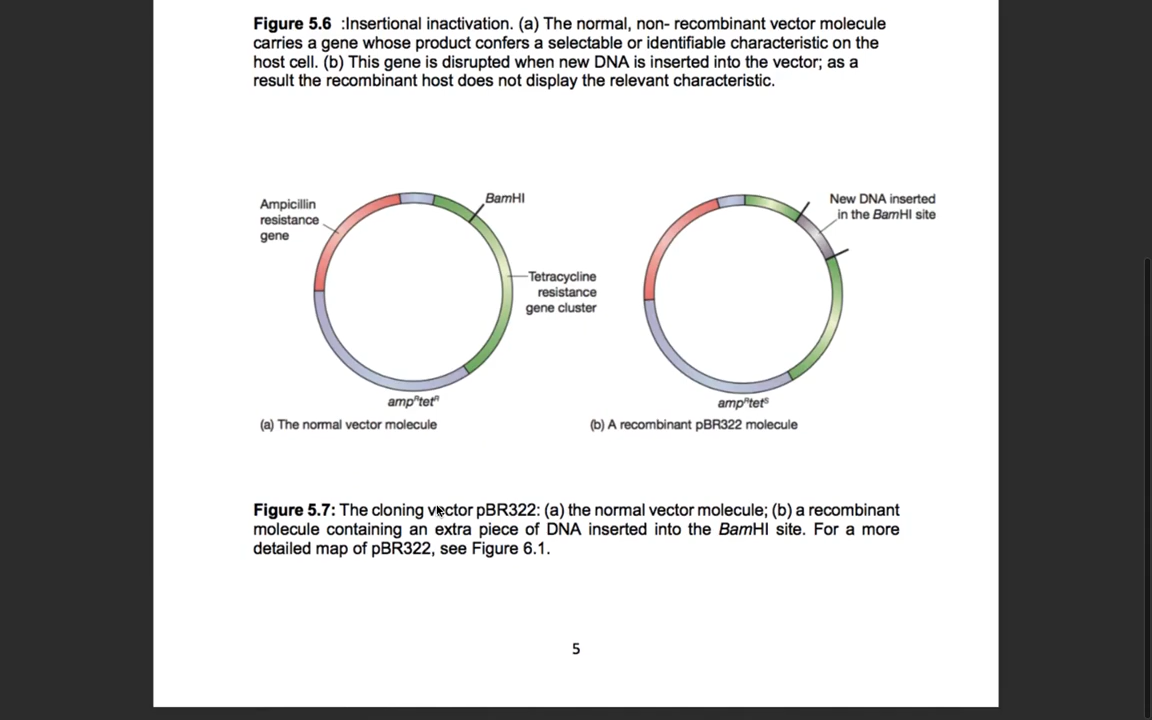 Figure 5.6 :Insertional inactivation. (a) The normal, non- recombinant vector molecule
carries a gene whose product confers a selectable or identifiable characteristic on the
host cell. (b) This gene is disrupted when new DNA is inserted into the vector; as a
result the recombinant host does not display the relevant characteristic.
Ampicillin
resistance
gene
BamHI
Tetracycline
resistance
gene cluster
ampᴿtetᴿ
(a) The normal vector molecule
New DNA inserted
in the BamHI site
ampᴿtetˢ
(b) A recombinant pBR322 molecule
Figure 5.7: The cloning vector pBR322: (a) the normal vector molecule; (b) a recombinant
molecule containing an extra piece of DNA inserted into the BamHI site. For a more
detailed map of pBR322, see Figure 6.1.
5